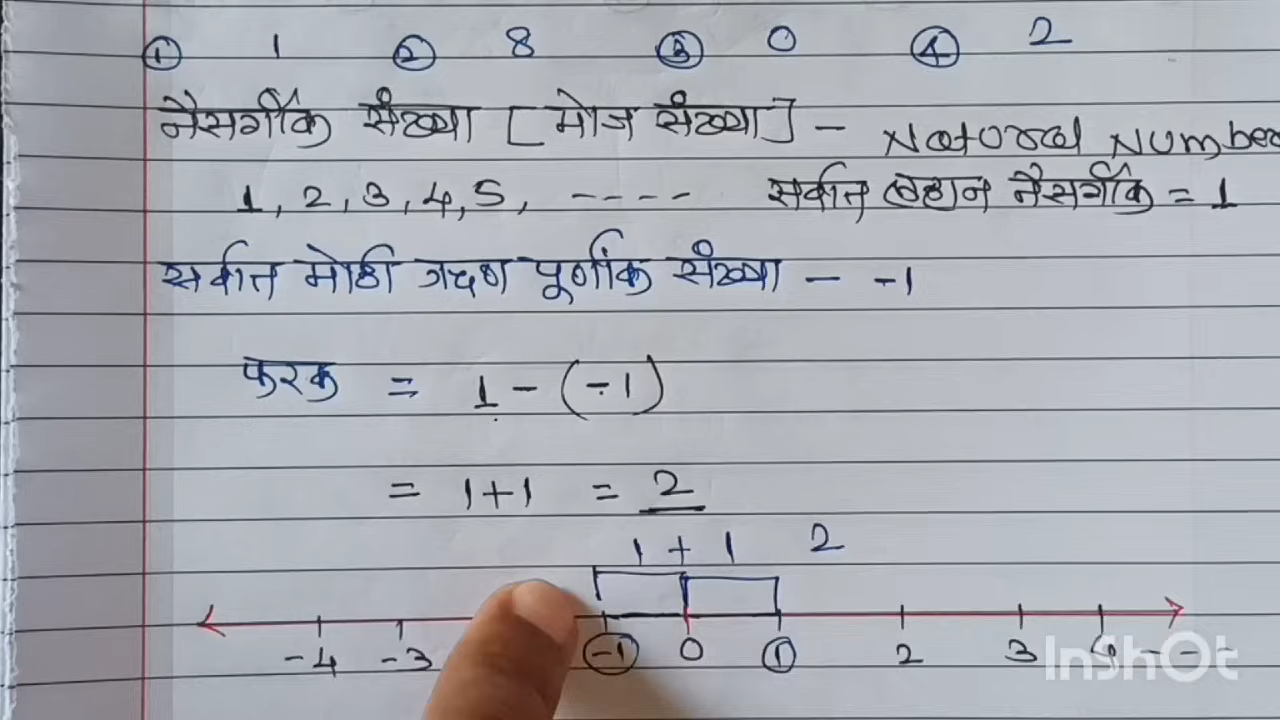 ① 1 ② 8 ③ 0 ④ 2
नैसर्गीक संख्या [ मोज संख्या ] - Natural Number
1, 2, 3, 4, 5, ---- सर्वात लहान नैसर्गीक = 1
सर्वात मोठी ऋण पूर्णांक संख्या - -1
फरक = 1 - (-1)
= 1+1 = 2
1 + 1 2
-4 -3 -1 0 1 2 3 4 ---
InShOt